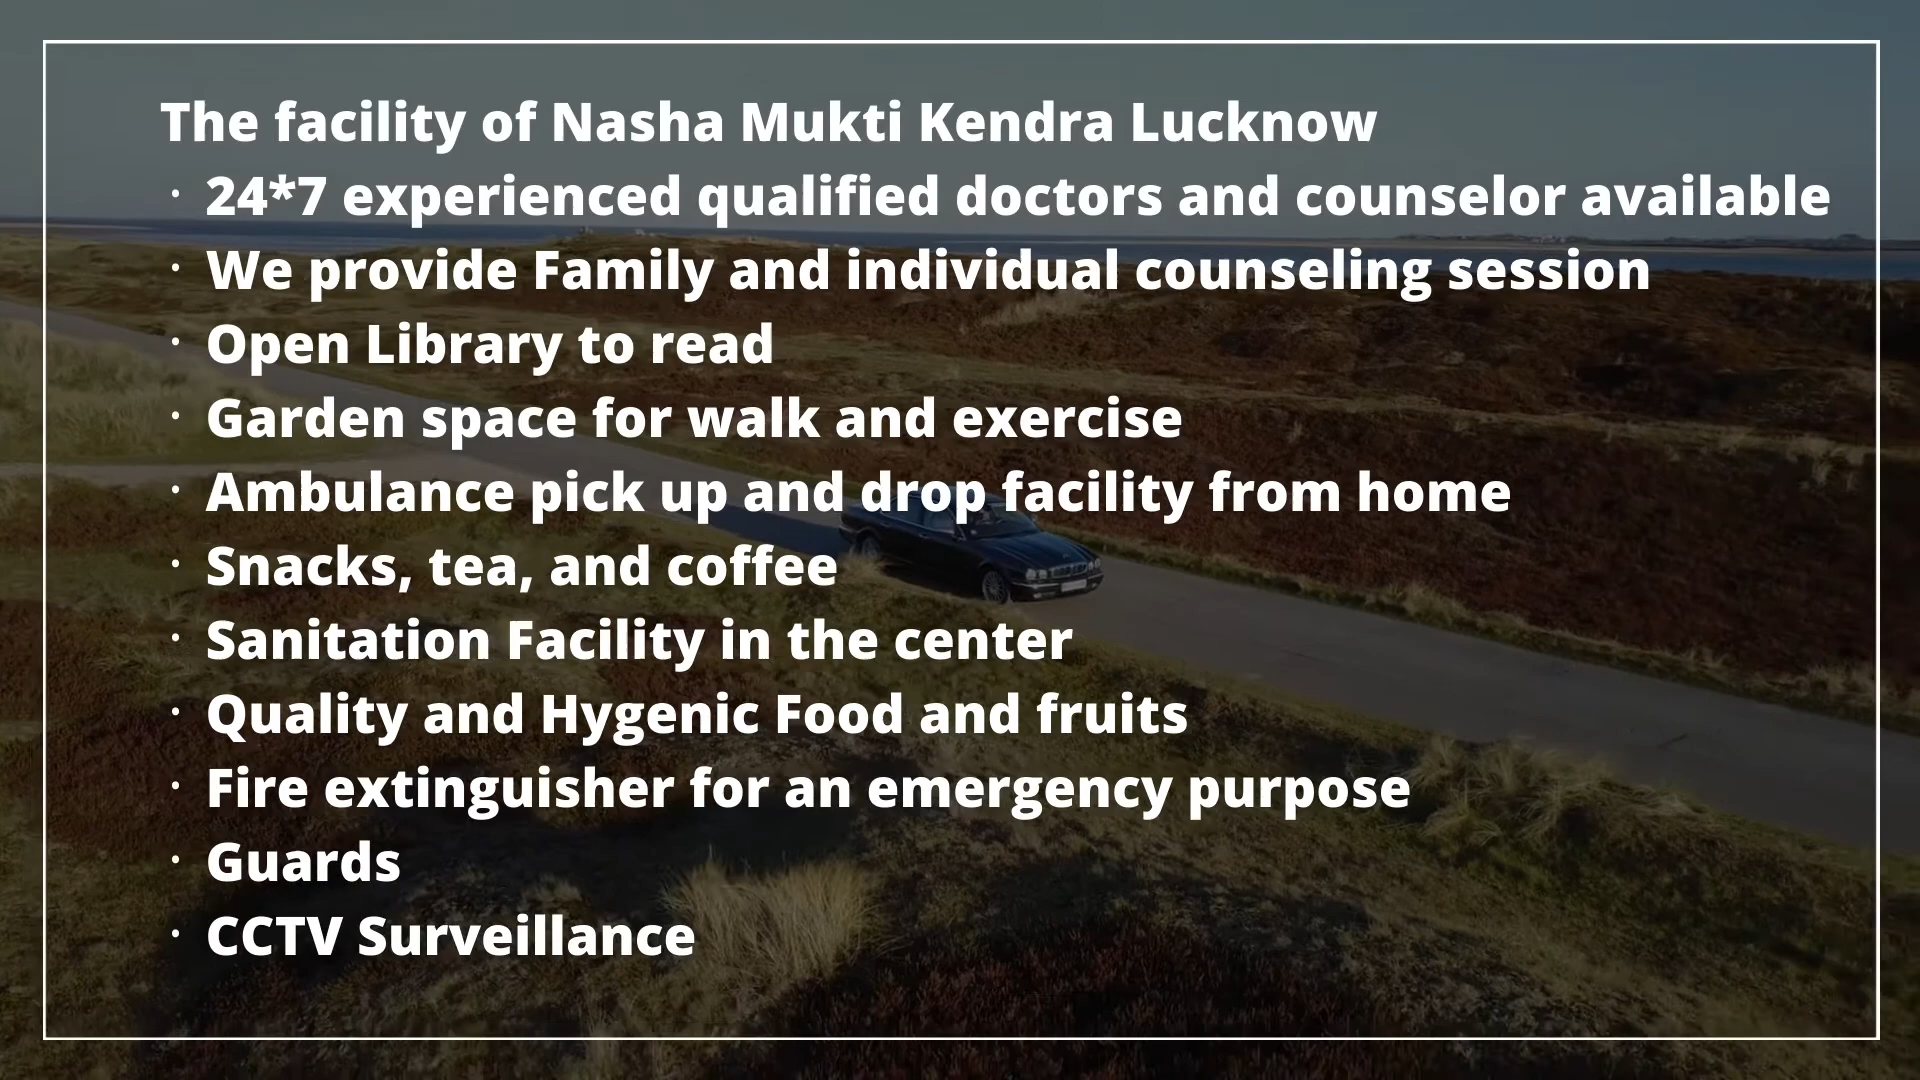 The facility of Nasha Mukti Kendra Lucknow
· 24*7 experienced qualified doctors and counselor available
· We provide Family and individual counseling session
· Open Library to read
· Garden space for walk and exercise
· Ambulance pick up and drop facility from home
· Snacks, tea, and coffee
· Sanitation Facility in the center
· Quality and Hygenic Food and fruits
· Fire extinguisher for an emergency purpose
· Guards
· CCTV Surveillance